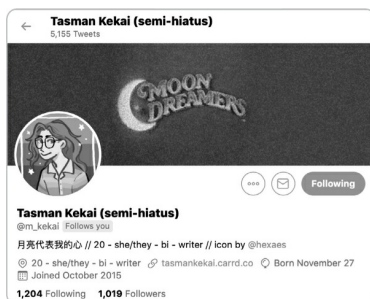 Tasman Kekai (semi-hiatus)
5,155 Tweets
MOON
DREAMERS
Following
Tasman Kekai (semi-hiatus)
@m_kekai Follows you
月亮代表我的心 // 20 - she/they - bi - writer // icon by @hexaes
20 - she/they - bi - writer tasmankekai.carrd.co Born November 27
Joined October 2015
1,204 Following 1,019 Followers